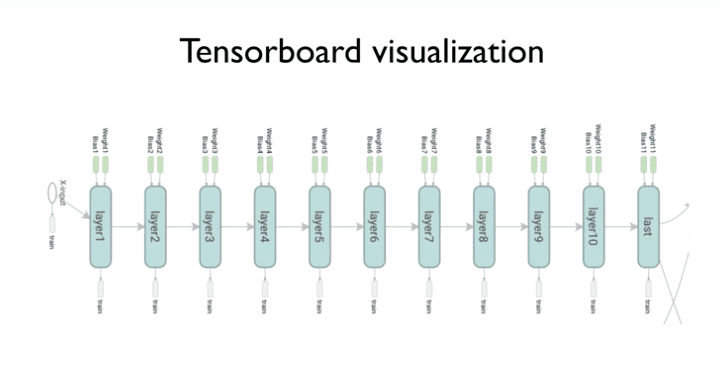 Tensorboard visualization
Weight1
Bias1
Weight2
Bias2
Weight3
Bias3
Weight4
Bias4
Weight5
Bias5
Weight6
Bias6
Weight7
Bias7
Weight8
Bias8
Weight9
Bias9
Weight10
Bias10
Weight11
Bias11
X-input
layer1
layer2
layer3
layer4
layer5
layer6
layer7
layer8
layer9
layer10
last
train
train
train
train
train
train
train
train
train
train
train
train